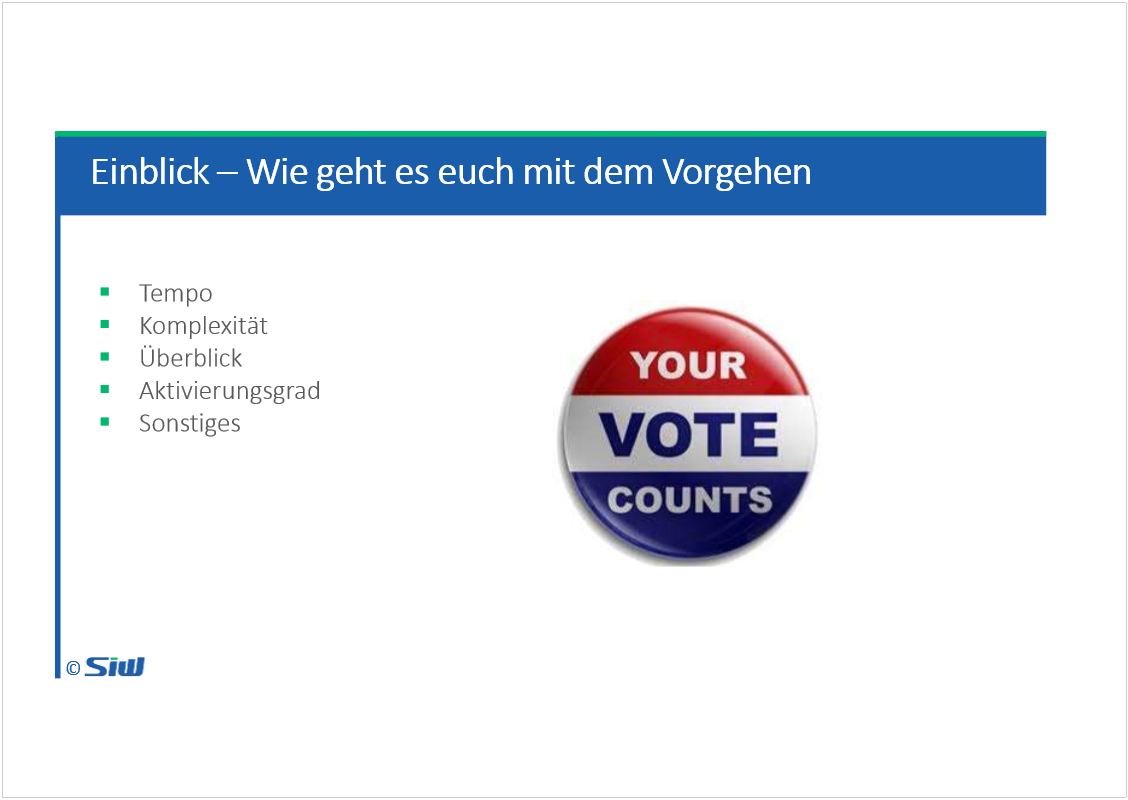 Einblick – Wie geht es euch mit dem Vorgehen
Tempo
Komplexität
Überblick
Aktivierungsgrad
Sonstiges
YOUR
VOTE
COUNTS
© SiW